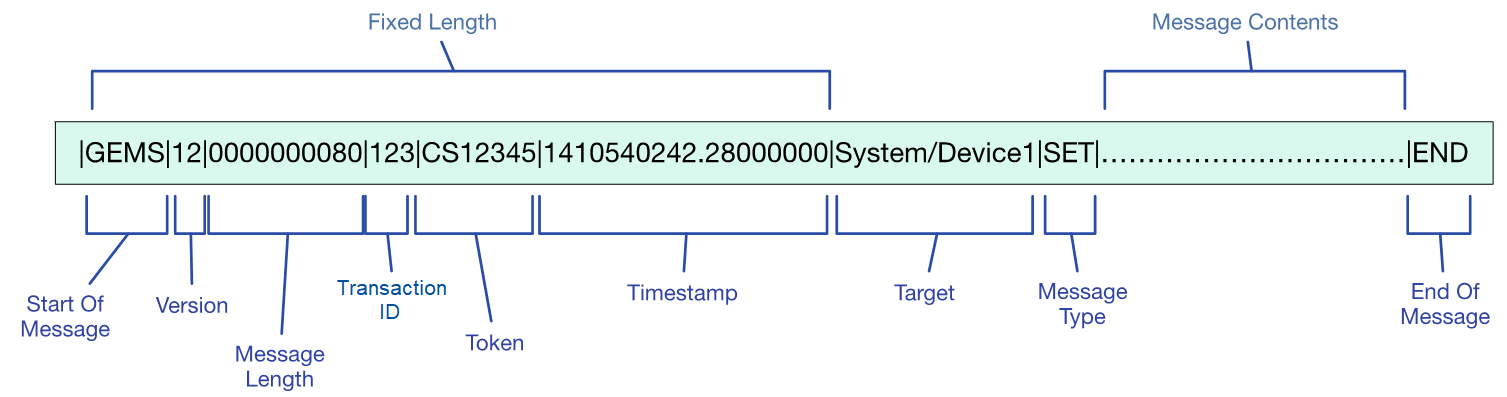 Fixed Length
Message Contents
|GEMS|12|0000000080|123|CS12345|1410540242.28000000|System/Device1|SET|.................................|END
Start Of
Message
Version
Message
Length
Transaction
ID
Token
Timestamp
Target
Message
Type
End Of
Message